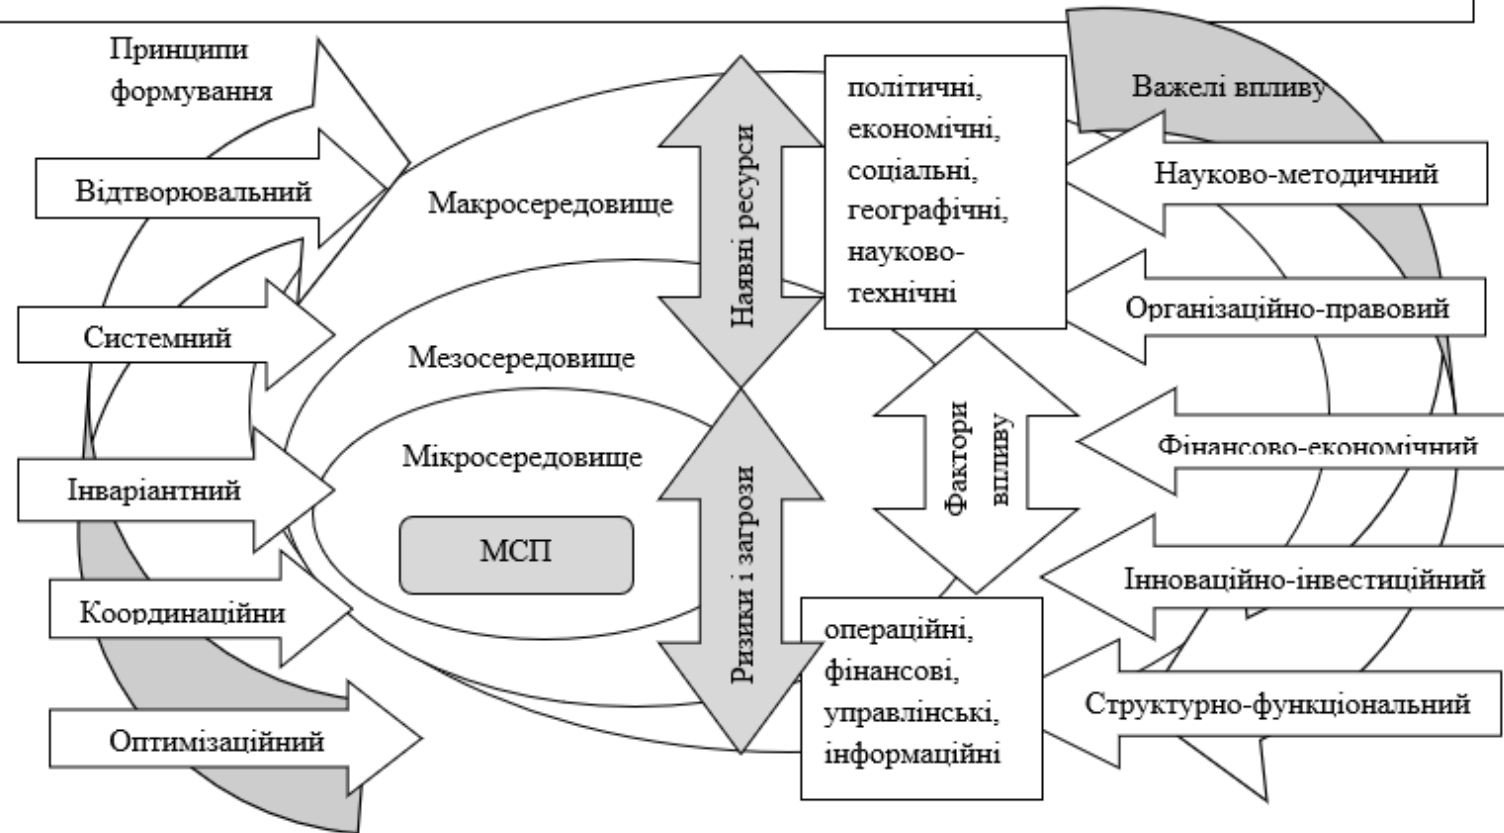 Принципи
формування
Відтворювальний
Системний
Інваріантний
Координаційни
Оптимізаційний
Макросередовище
Мезосередовище
Мікросередовище
МСП
Наявні ресурси
Ризики і загрози
політичні,
економічні,
соціальні,
географічні,
науково-
технічні
Фактори
впливу
операційні,
фінансові,
управлінські,
інформаційні
Важелі впливу
Науково-методичний
Організаційно-правовий
Фінансово-економічний
Інноваційно-інвестиційний
Структурно-функціональний